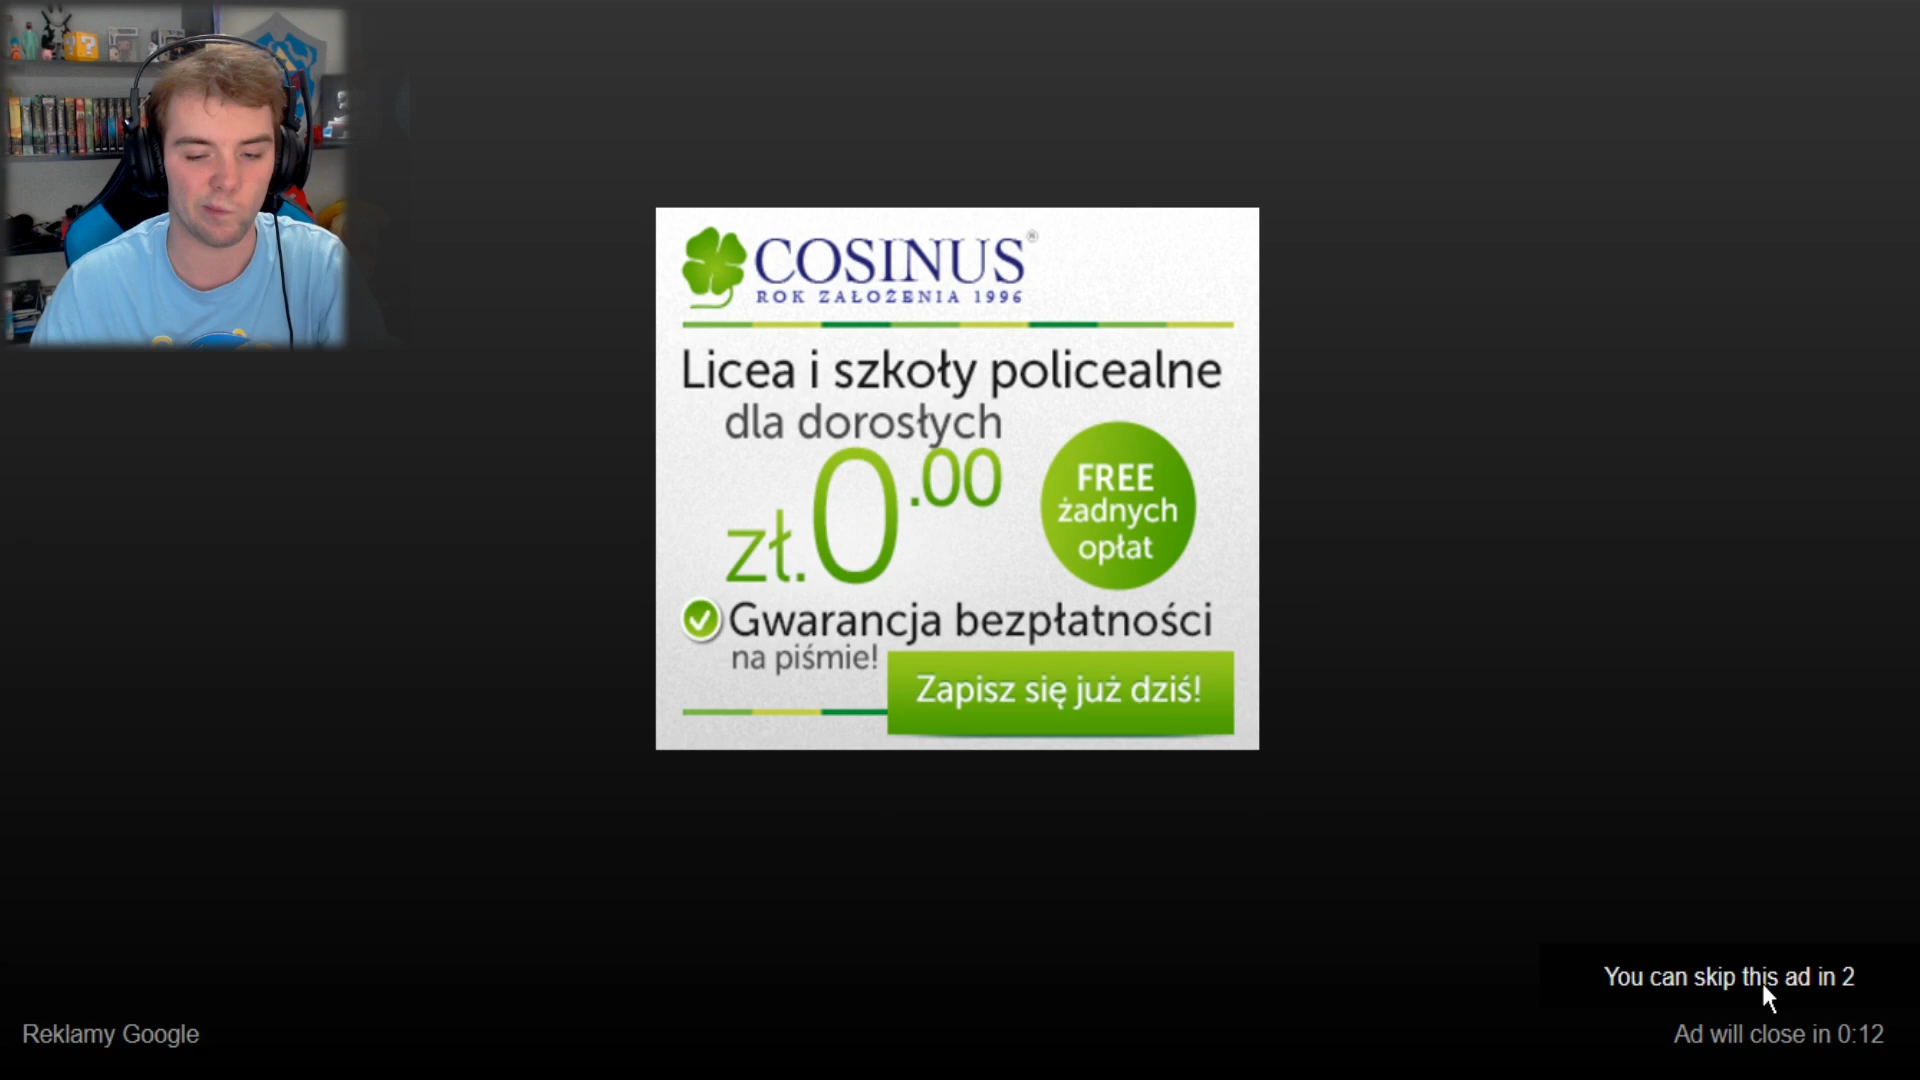 COSINUS®
ROK ZAŁOŻENIA 1996
Licea i szkoły policealne
dla dorosłych
zł.0.00
FREE
żadnych
opłat
Gwarancja bezpłatności
na piśmie!
Zapisz się już dziś!
You can skip this ad in 2
Reklamy Google
Ad will close in 0:12